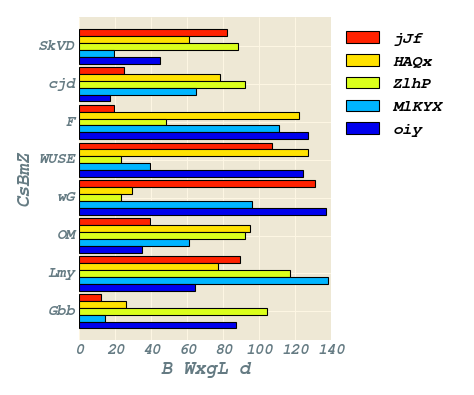 SkVD
cjd
F
WUSE
wG
OM
Lmy
Gbb
CsBmZ
0 20 40 60 80 100 120 140
B WxgL d
jJf
HAQx
ZlhP
MlKYX
oiy